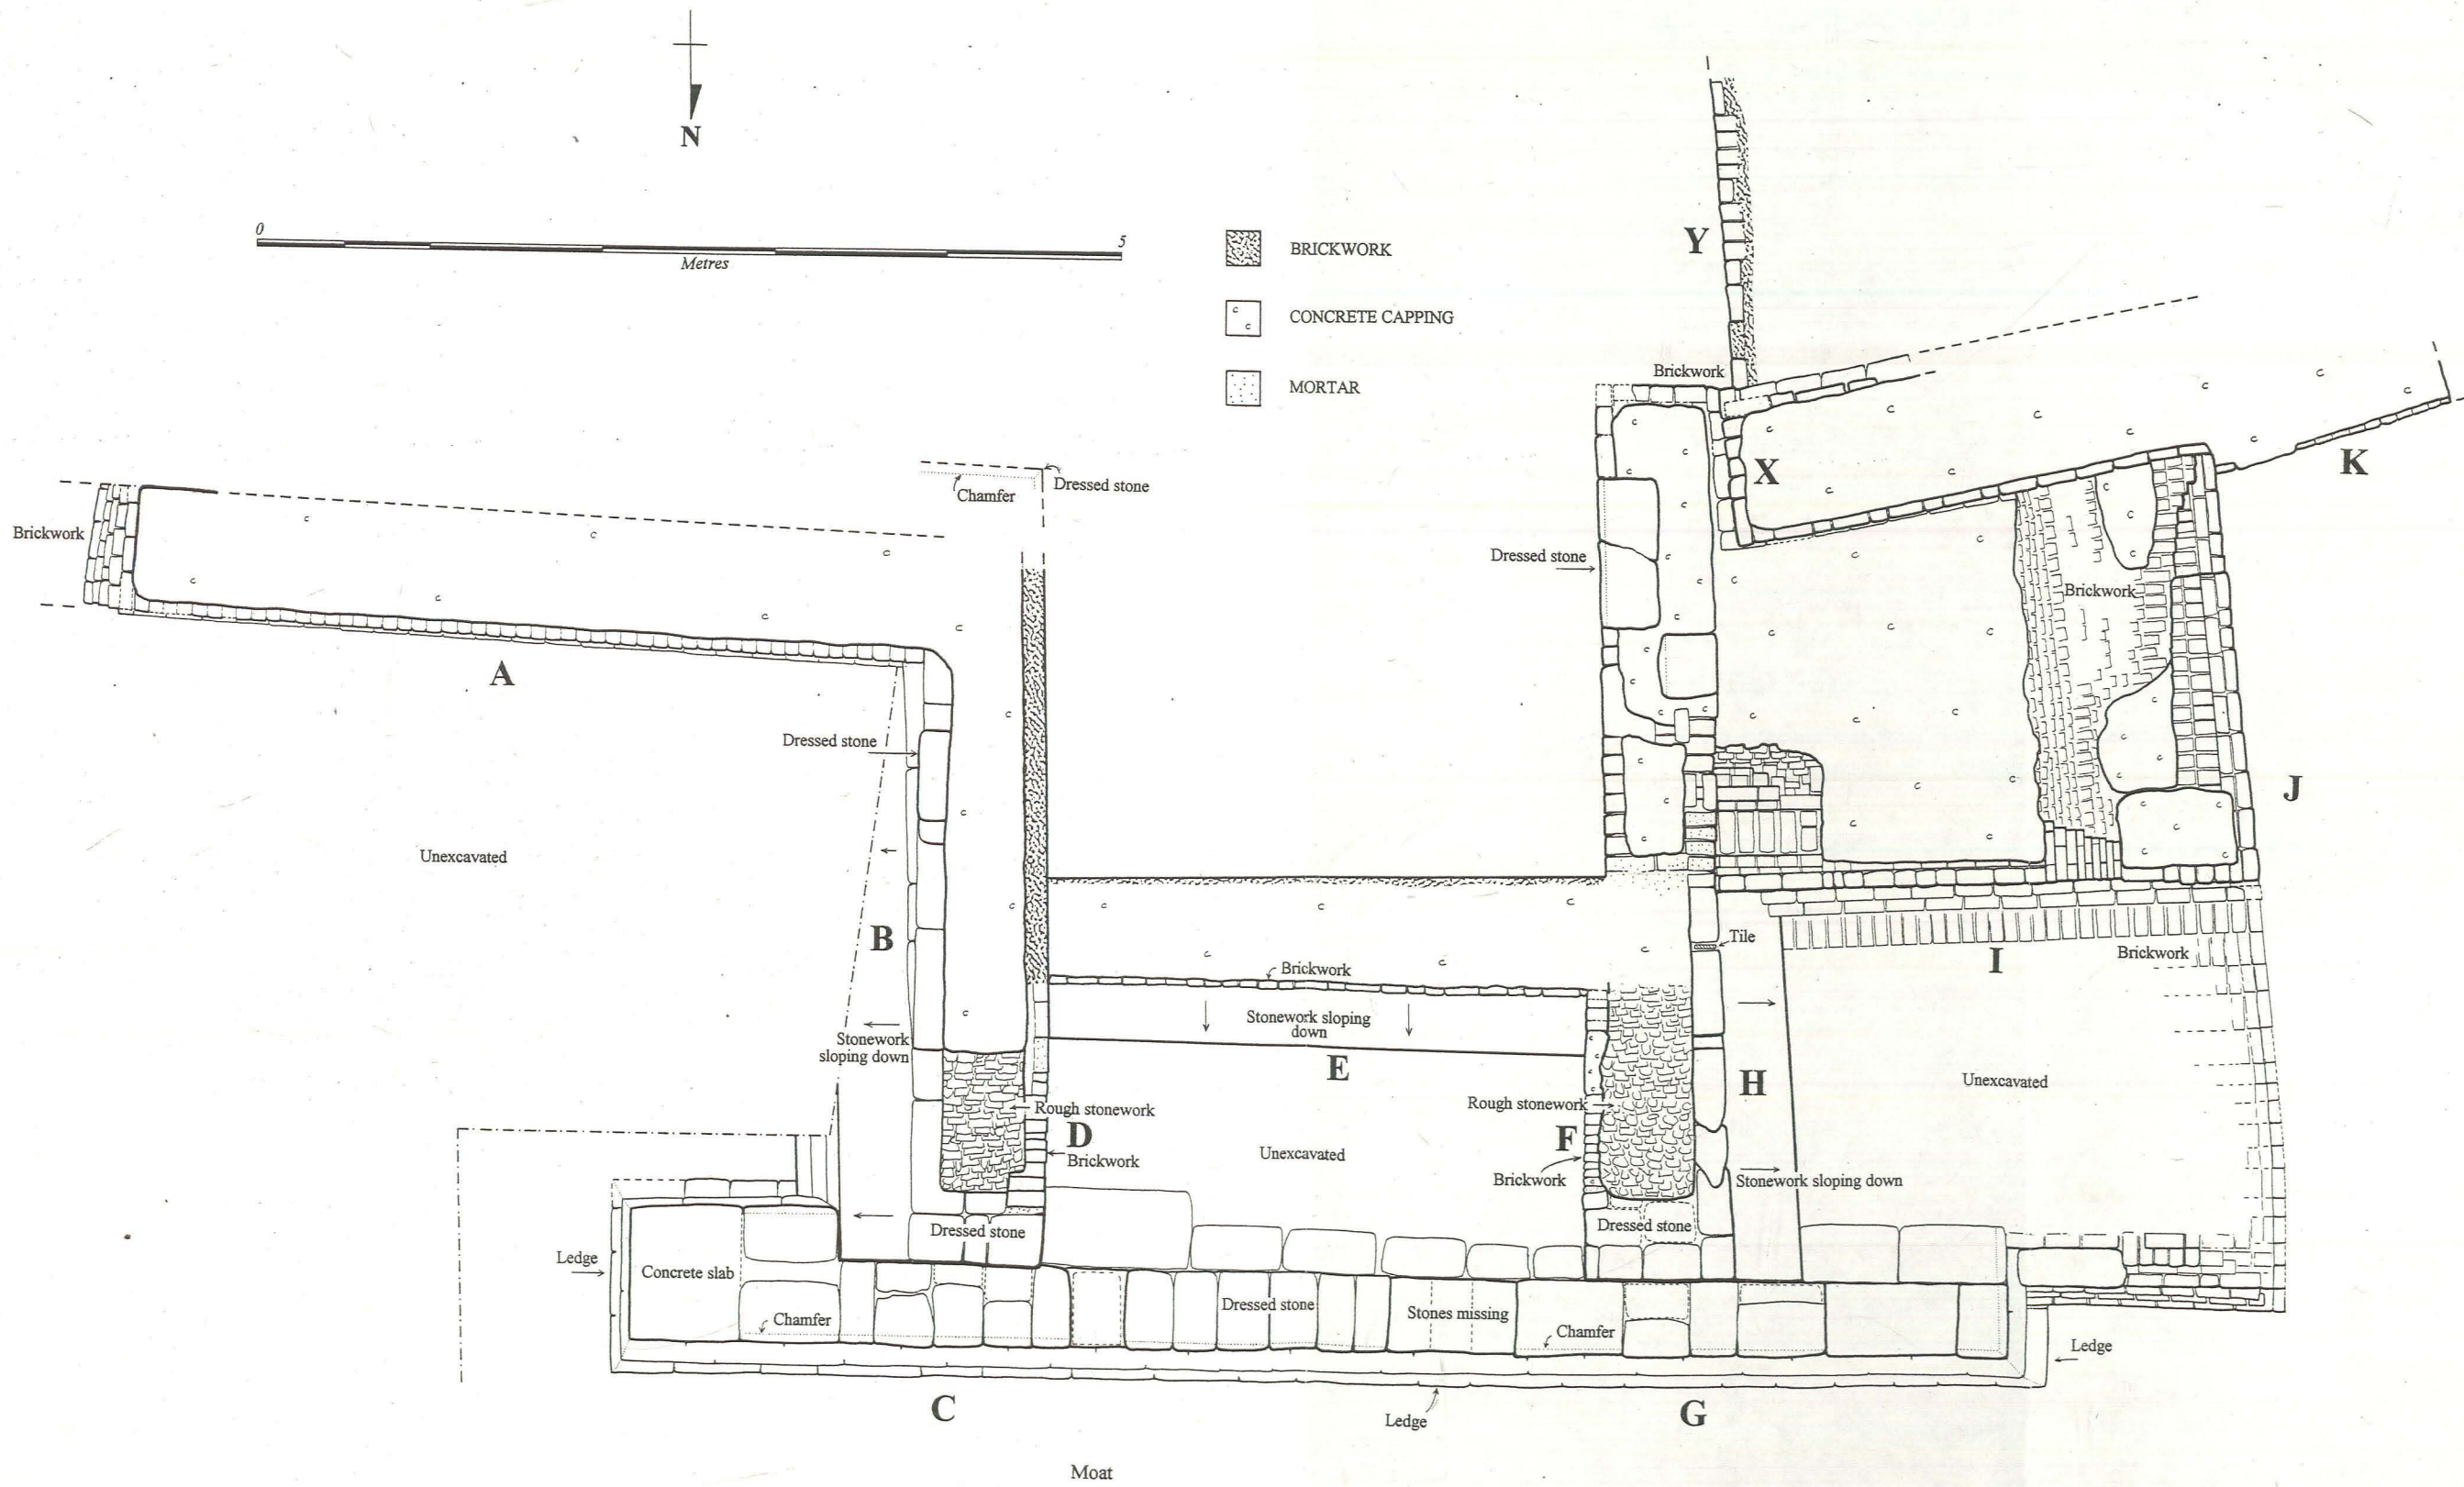 N
0 5
Metres
BRICKWORK
CONCRETE CAPPING
MORTAR
Y
Brickwork
X
K
Chamfer
Dressed stone
Brickwork
Dressed stone
Brickwork
A
Dressed stone
J
Unexcavated
B
Tile
Brickwork
I
Brickwork
Stonework
sloping down
Stonework sloping
down
E
H
Unexcavated
Rough stonework
Rough stonework
D
Brickwork
Unexcavated
F
Brickwork
Stonework sloping down
Dressed stone
Dressed stone
Ledge
Concrete slab
Chamfer
Dressed stone
Stones missing
Chamfer
Ledge
C
Ledge
G
Moat
c c c c c c c c c c c c c c c c c c c c c c c c c c c c c c c c c c c c c c c c c c c c c c c c c c c c c c c c